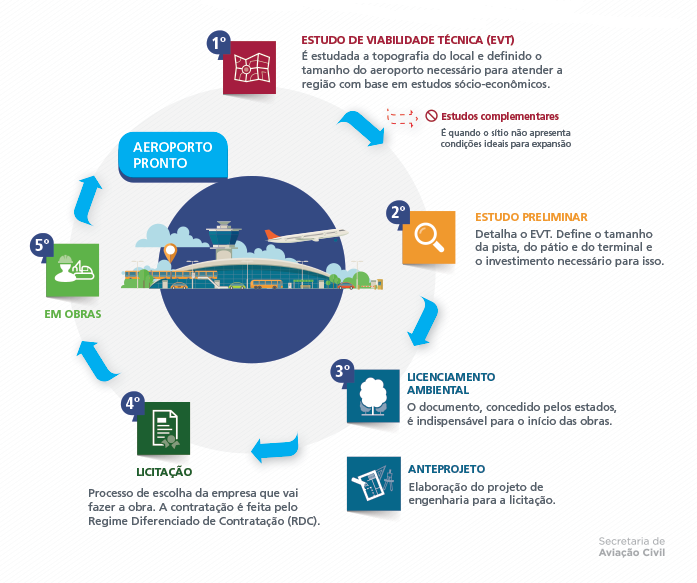 1º
ESTUDO DE VIABILIDADE TÉCNICA (EVT)
É estudada a topografia do local e definido o
tamanho do aeroporto necessário para atender a
região com base em estudos sócio-econômicos.
Estudos complementares
É quando o sítio não apresenta
condições ideais para expansão
AEROPORTO
PRONTO
2º
ESTUDO PRELIMINAR
Detalha o EVT. Define o tamanho
da pista, do pátio e do terminal e
o investimento necessário para isso.
3º
LICENCIAMENTO
AMBIENTAL
O documento, concedido pelos estados,
é indispensável para o início das obras.
ANTEPROJETO
Elaboração do projeto de
engenharia para a licitação.
4º
LICITAÇÃO
Processo de escolha da empresa que vai
fazer a obra. A contratação é feita pelo
Regime Diferenciado de Contratação (RDC).
5º
EM OBRAS
Secretaria de
Aviação Civil